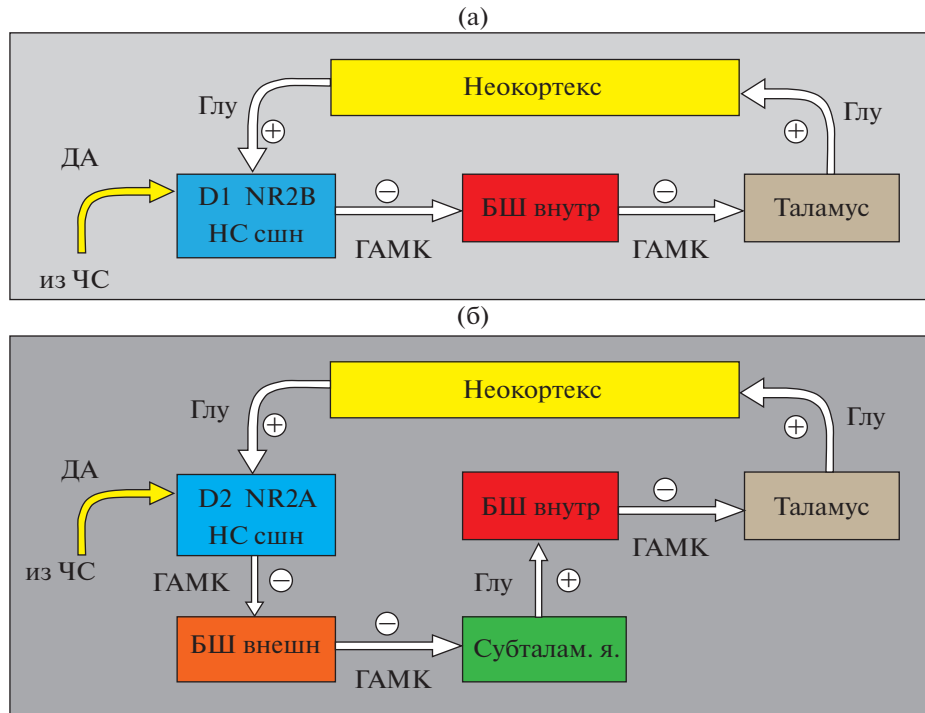 (а)
Неокортекс
Глу
+
Глу
+
ДА
из ЧС
D1 NR2B
НС сшн
−
ГАМК
БШ внутр
−
ГАМК
Таламус
(б)
Неокортекс
Глу
+
Глу
+
ДА
из ЧС
D2 NR2A
НС сшн
БШ внутр
−
ГАМК
Таламус
ГАМК
−
Глу
+
БШ внешн
−
ГАМК
Субталам. я.